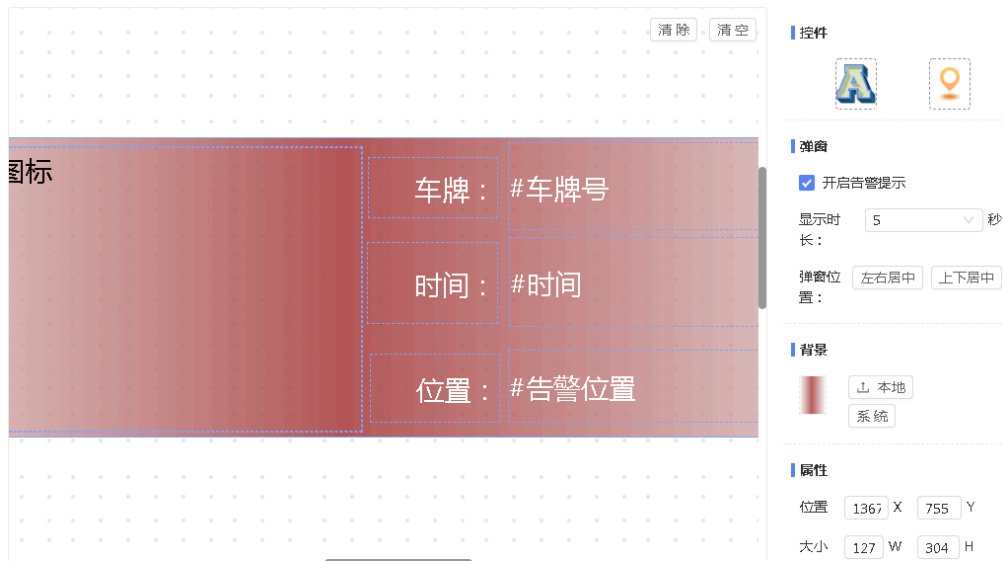 清除 清空
图标
车牌： #车牌号
时间： #时间
位置： #告警位置
控件
A
弹窗
开启告警提示
显示时长： 5 秒
弹窗位置： 左右居中 上下居中
背景
本地
系统
属性
位置 1367 X 755 Y
大小 127 W 304 H